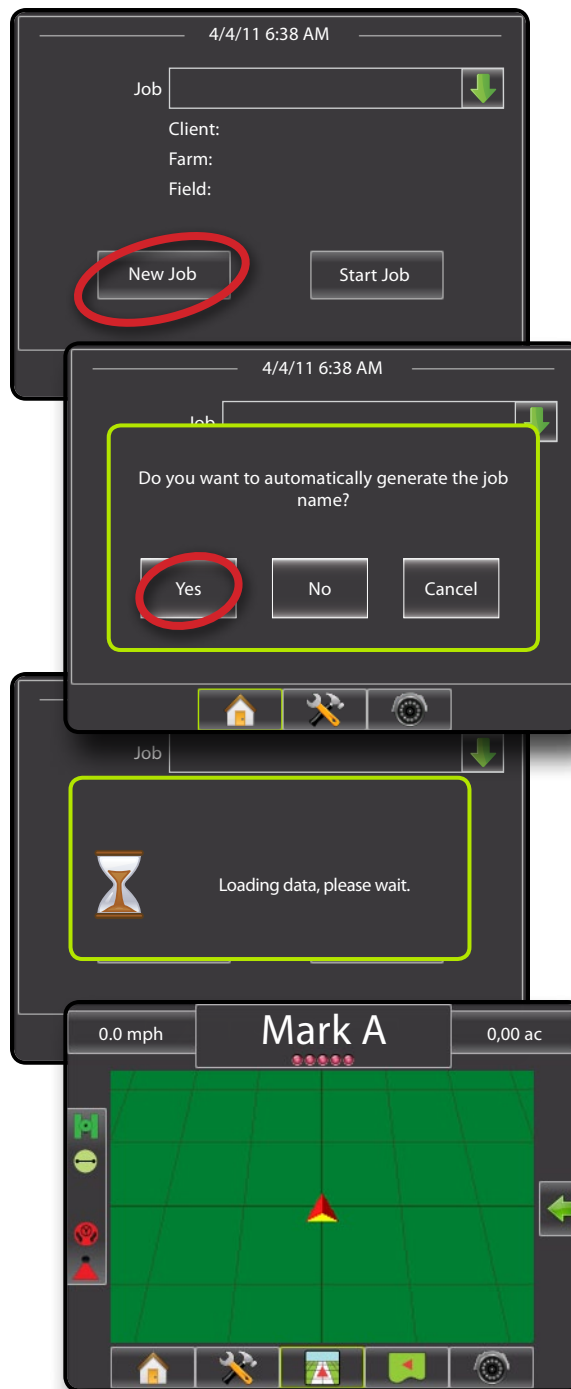 4/4/11 6:38 AM
Job
Client:
Farm:
Field:
New Job
Start Job
4/4/11 6:38 AM
Job
Do you want to automatically generate the job
name?
Yes
No
Cancel
Job
Loading data, please wait.
0.0 mph
Mark A
0,00 ac